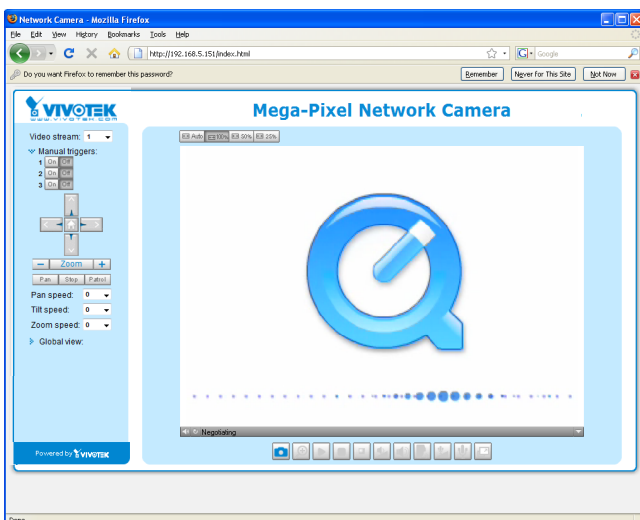 Network Camera - Mozilla Firefox
File Edit View History Bookmarks Tools Help
http://192.168.5.151/index.html
G Google
Do you want Firefox to remember this password?
Remember Never for This Site Not Now
VIVOTEK
WWW.VIVOTEK.COM
Mega-Pixel Network Camera
Video stream: 1
Auto 100% 50% 25%
Manual triggers:
1 On Off
2 On Off
3 On Off
− Zoom +
Pan Stop Patrol
Pan speed: 0
Tilt speed: 0
Zoom speed: 0
Global view:
Negotiating
Powered by VIVOTEK
Done